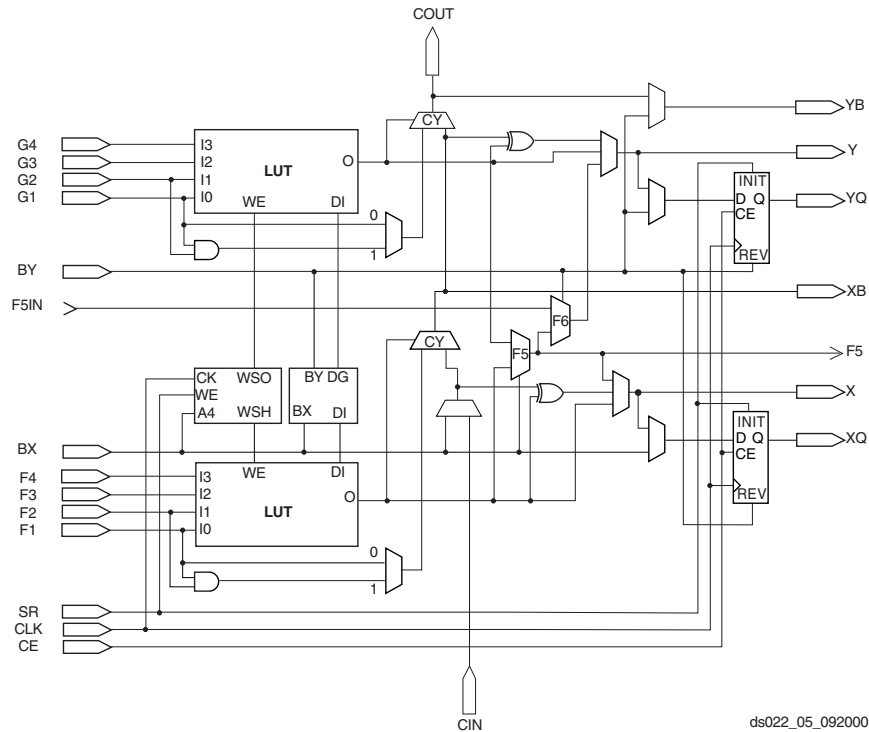 COUT
YB
CY
G4
G3
G2
G1
I3
I2
I1
I0
LUT
O
WE
DI
Y
INIT
D Q
CE
REV
YQ
0
1
BY
XB
F5IN
F6
CY
F5
F5
CK
WE
A4
WSO
WSH
BY
DG
BX
DI
X
INIT
D Q
CE
REV
XQ
BX
F4
F3
F2
F1
WE
DI
I3
I2
I1
I0
LUT
O
0
1
SR
CLK
CE
CIN
ds022_05_092000